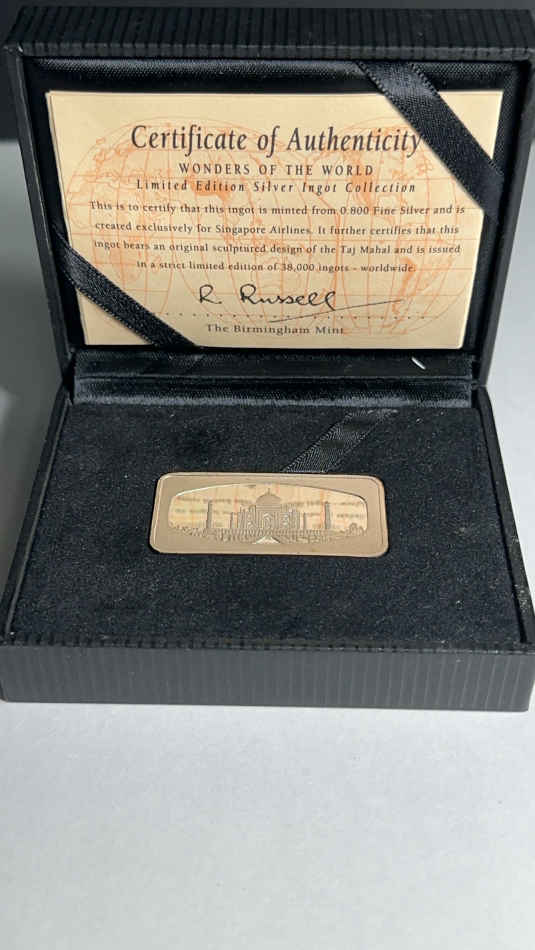 Certificate of Authenticity
WONDERS OF THE WORLD
Limited Edition Silver Ingot Collection
This is to certify that this ingot is minted from 0.800 Fine Silver and is
created exclusively for Singapore Airlines. It further certifies that this
ingot bears an original sculptured design of the Taj Mahal and is issued
in a strict limited edition of 38,000 ingots - worldwide.
R. Russell
The Birmingham Mint